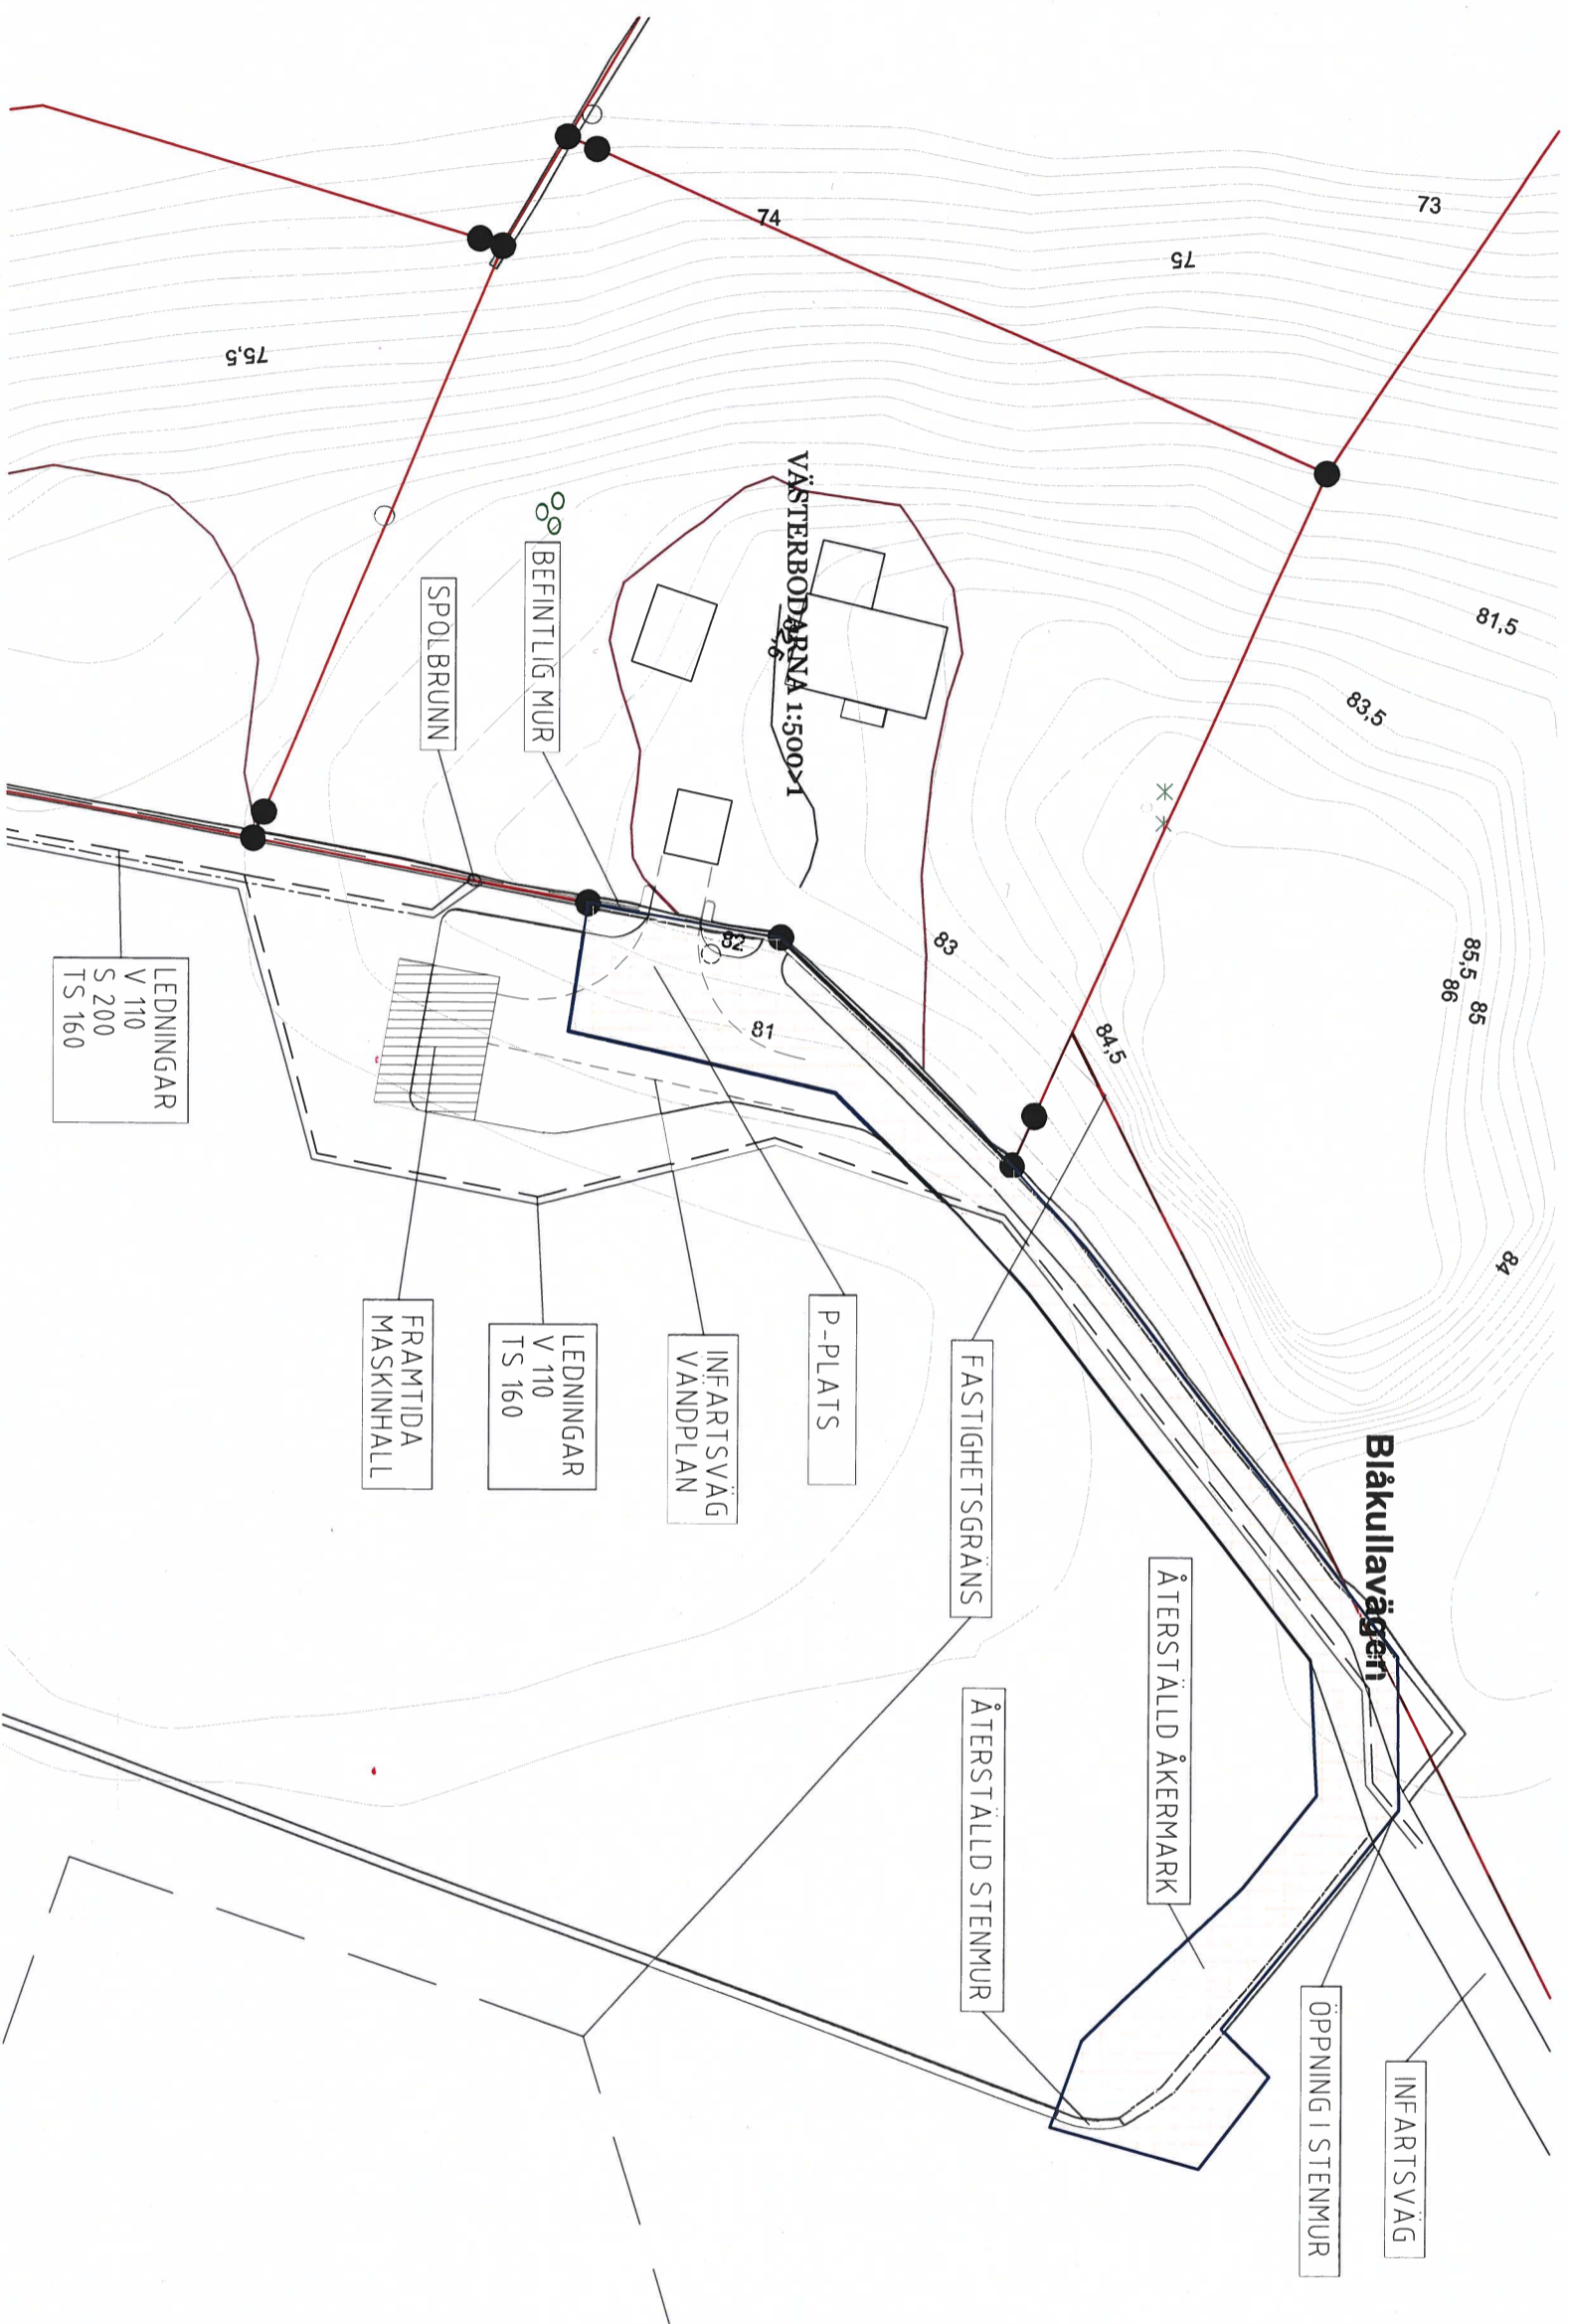 73
74
75
75,5
81,5
83,5
VÄSTERBODARNA 1:500>1
BEFINTLIG MUR
SPOLBRUNN
85,5
85
86
83
82
81
84,5
84
LEDNINGAR
V 110
S 200
TS 160
FRAMTIDA
MASKINHALL
LEDNINGAR
V 110
TS 160
INFARTSVÄG
VÄNDPLAN
P-PLATS
FASTIGHETSGRÄNS
Blåkullavägen
ÅTERSTÄLLD ÅKERMARK
ÅTERSTÄLLD STENMUR
ÖPPNING I STENMUR
INFARTSVÄG